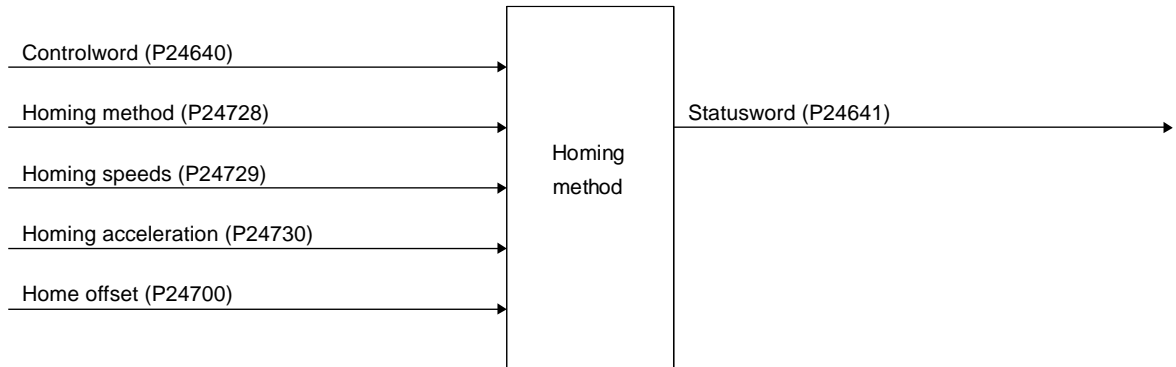 Controlword (P24640)
Homing method (P24728)
Statusword (P24641)
Homing
method
Homing speeds (P24729)
Homing acceleration (P24730)
Home offset (P24700)